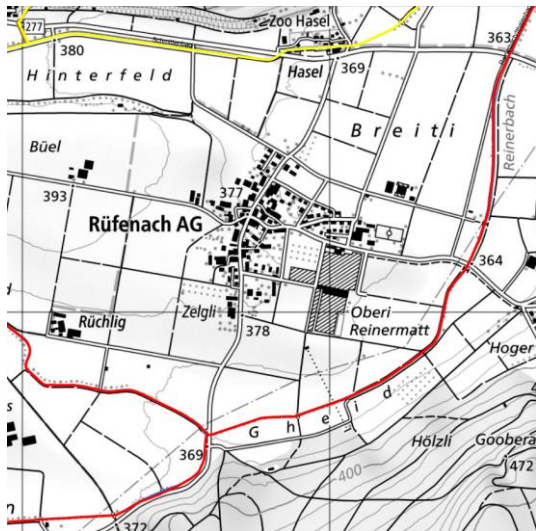 277
Zoo Hasel
363
380
Hinterfeld
Hasel
369
Breiti
Reinerbach
Büel
377
393
Rüfenach AG
364
Zelgli
Oberi
Reinermatt
Rüchlig
378
Hoger
Gheid
Hölzli
Goobera
369
400
472
372